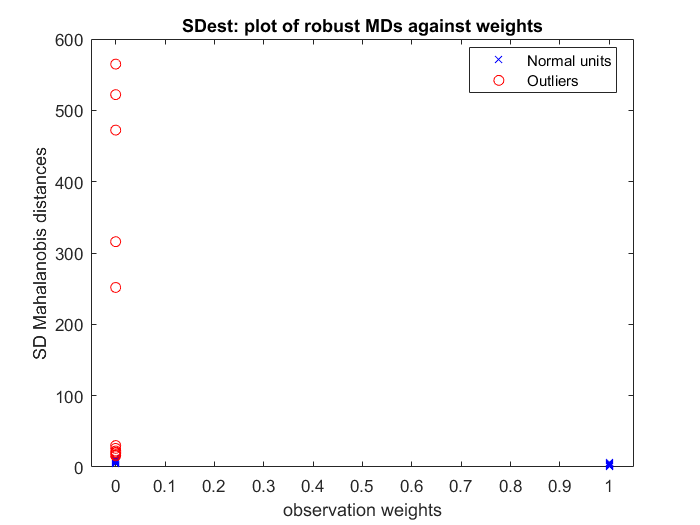 SDest: plot of robust MDs against weights
Normal units
Outliers
SD Mahalanobis distances
600
500
400
300
200
100
0
0 0.1 0.2 0.3 0.4 0.5 0.6 0.7 0.8 0.9 1
observation weights